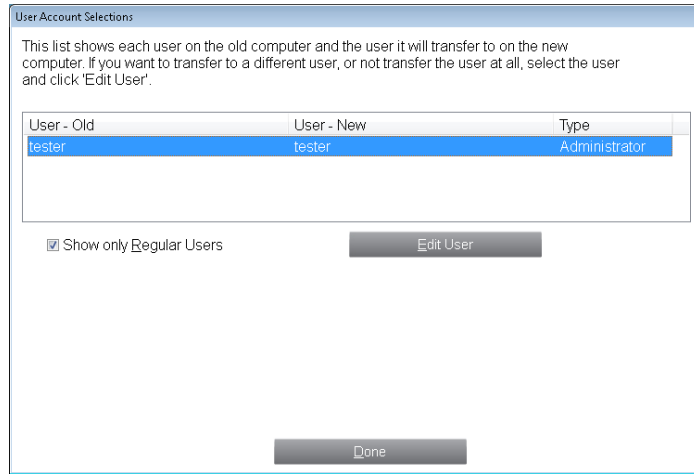 User Account Selections
This list shows each user on the old computer and the user it will transfer to on the new
computer. If you want to transfer to a different user, or not transfer the user at all, select the user
and click 'Edit User'.
User - Old User - New Type
tester tester Administrator
Show only Regular Users Edit User
Done